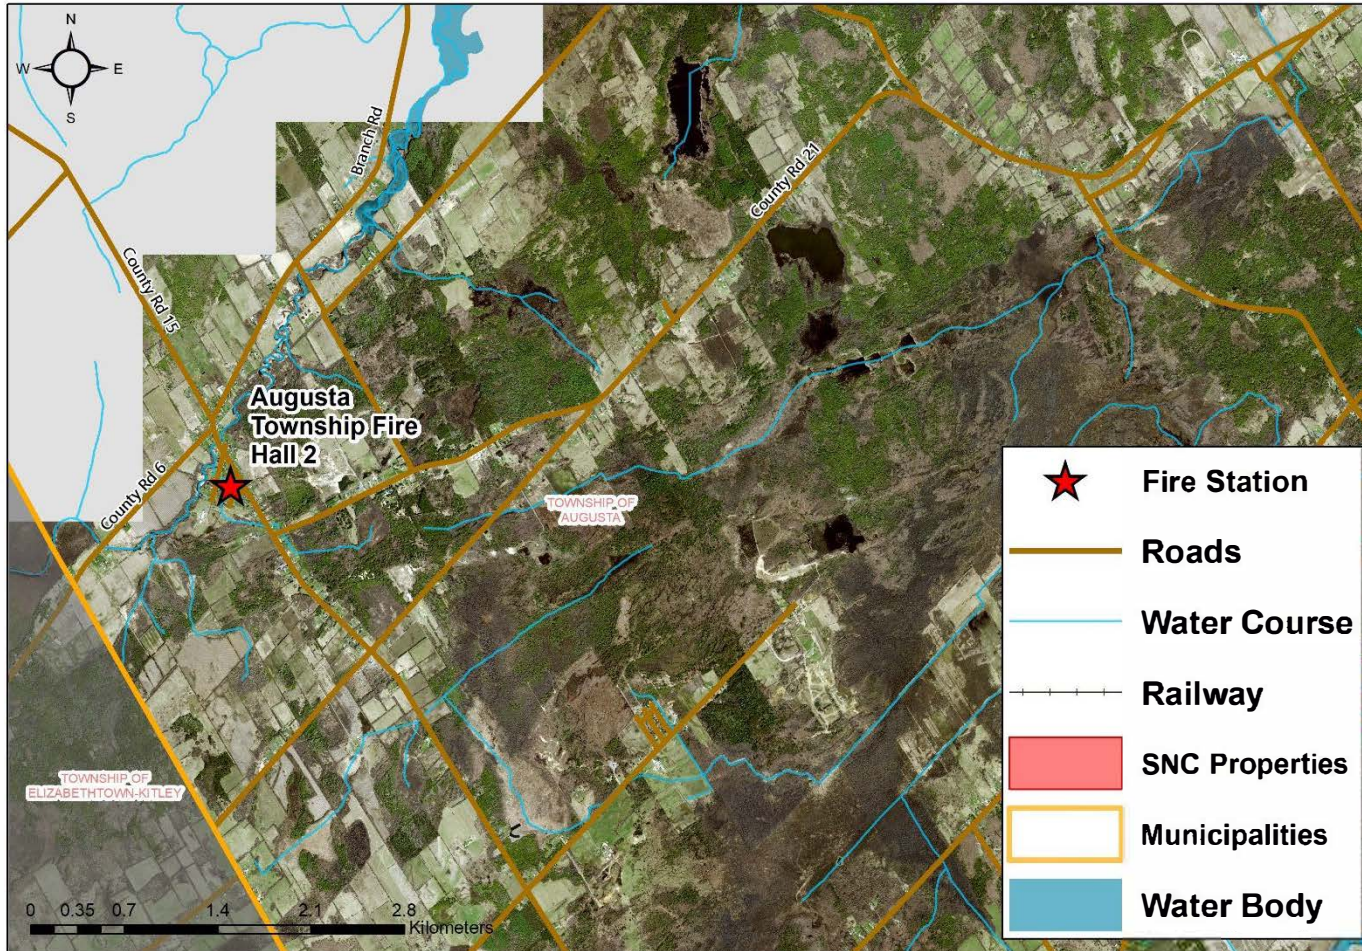 N
W E
S
Branch Rd
County Rd 21
County Rd 15
Augusta
Township Fire
Hall 2
County Rd 6
TOWNSHIP OF
AUGUSTA
TOWNSHIP OF
ELIZABETHTOWN-KITLEY
0 0.35 0.7 1.4 2.1 2.8
Kilometers
Fire Station
Roads
Water Course
Railway
SNC Properties
Municipalities
Water Body